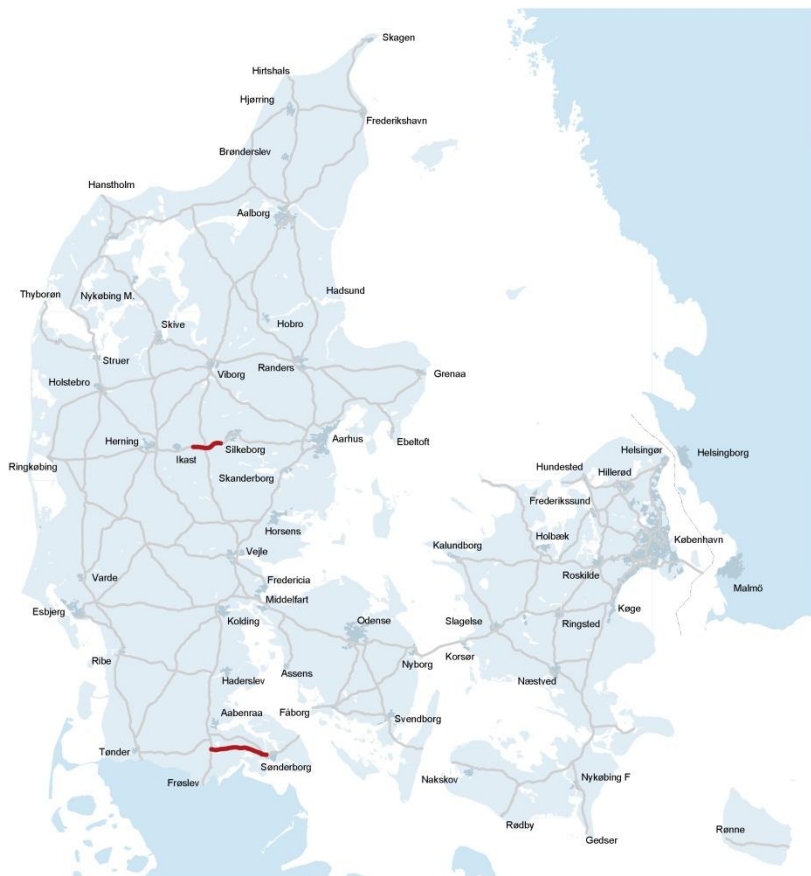 Skagen
Hirtshals
Hjørring
Frederikshavn
Brønderslev
Hanstholm
Aalborg
Thyborøn
Nykøbing M.
Hadsund
Skive
Hobro
Struer
Viborg
Randers
Grenaa
Holstebro
Herning
Ikast
Silkeborg
Aarhus
Ebeltoft
Ringkøbing
Skanderborg
Helsingør
Helsingborg
Hundested
Hillerød
Frederikssund
Horsens
Holbæk
København
Vejle
Kalundborg
Roskilde
Malmö
Varde
Fredericia
Middelfart
Esbjerg
Kolding
Odense
Slagelse
Ringsted
Køge
Ribe
Nyborg
Korsør
Haderslev
Assens
Næstved
Aabenraa
Fåborg
Svendborg
Tønder
Sønderborg
Frøslev
Nakskov
Nykøbing F
Rødby
Gedser
Rønne